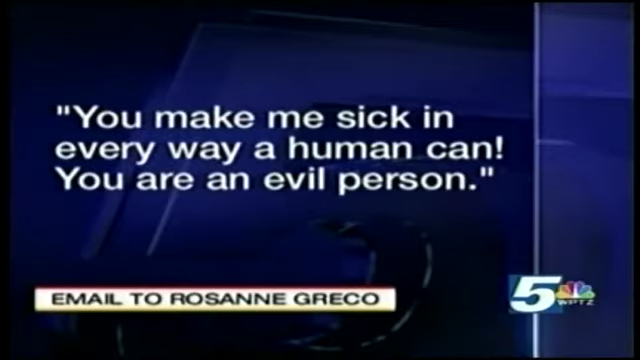 "You make me sick in
every way a human can!
You are an evil person."
EMAIL TO ROSANNE GRECO
5
WPTZ